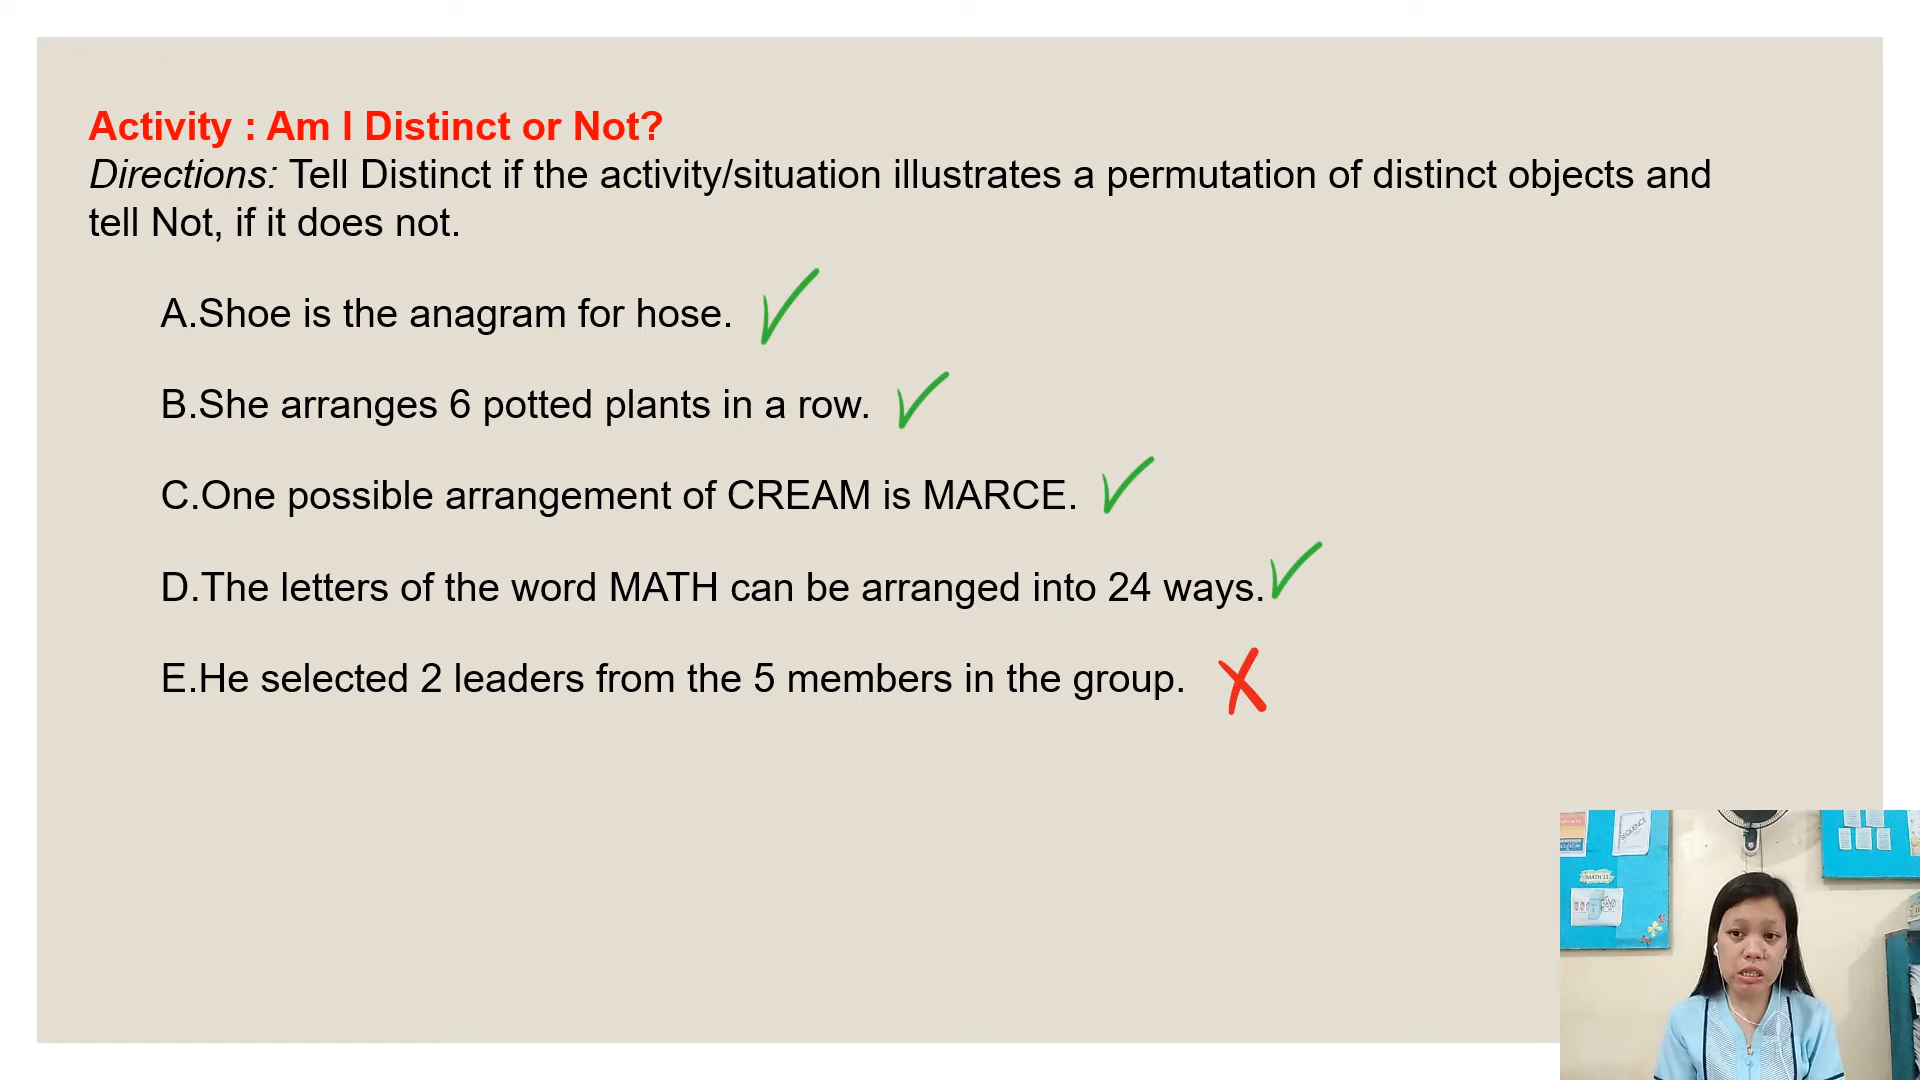 Activity : Am I Distinct or Not?
Directions: Tell Distinct if the activity/situation illustrates a permutation of distinct objects and
tell Not, if it does not.
A.Shoe is the anagram for hose.
B.She arranges 6 potted plants in a row.
C.One possible arrangement of CREAM is MARCE.
D.The letters of the word MATH can be arranged into 24 ways.
E.He selected 2 leaders from the 5 members in the group.
SEQUENCE
MATH 11